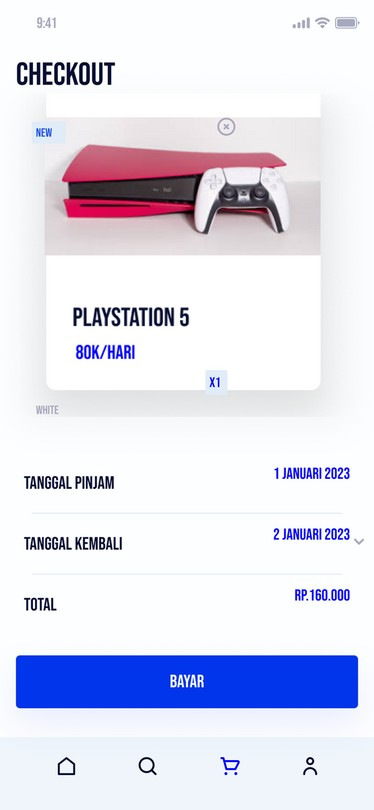 9:41
CHECKOUT
NEW
PLAYSTATION 5
80K/HARI
X1
WHITE
TANGGAL PINJAM
1 JANUARI 2023
TANGGAL KEMBALI
2 JANUARI 2023
TOTAL
RP.160.000
BAYAR